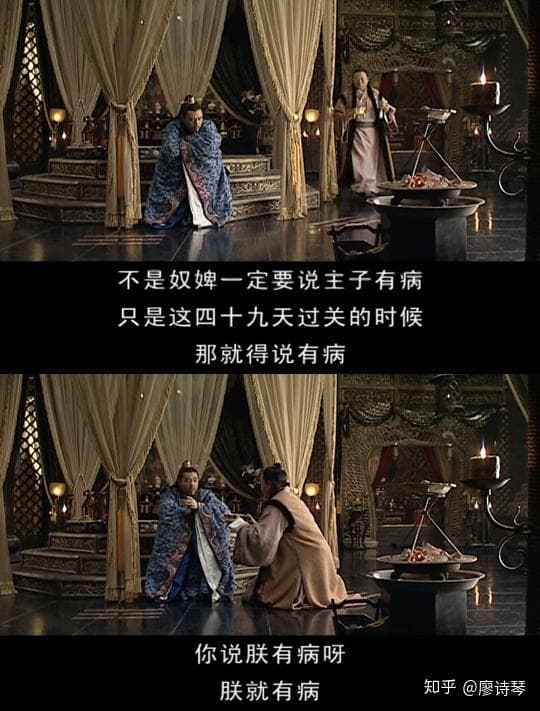 不是奴婢一定要说主子有病
只是这四十九天过关的时候
那就得说有病
你说朕有病呀
朕就有病
知乎 @廖诗琴